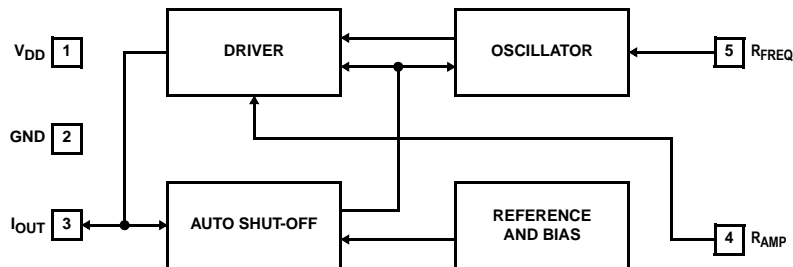 VDD 1
DRIVER
OSCILLATOR
5 RFREQ
GND 2
IOUT 3
AUTO SHUT-OFF
REFERENCE
AND BIAS
4 RAMP